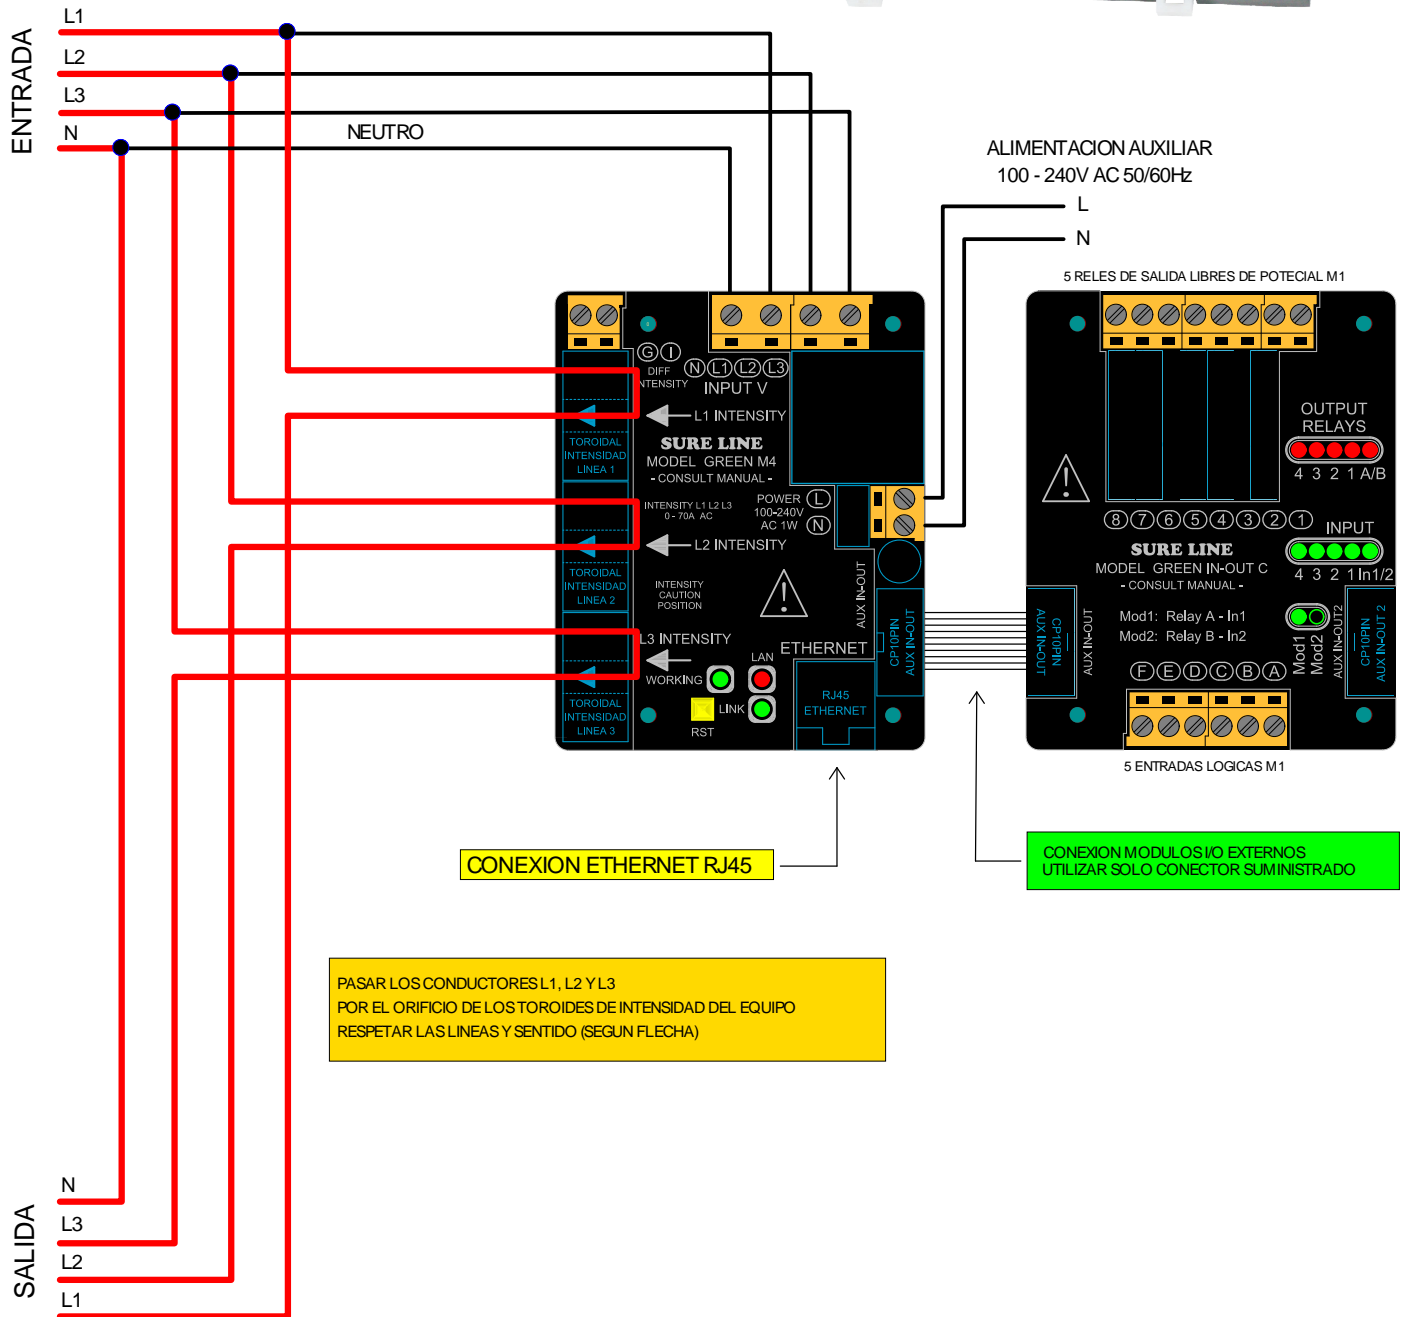 ENTRADA
L1
L2
L3
N
NEUTRO
ALIMENTACION AUXILIAR
100 - 240V AC 50/60Hz
L
N
5 RELES DE SALIDA LIBRES DE POTECIAL M1
G I
DIFF
INTENSITY
N L1 L2 L3
INPUT V
L1 INTENSITY
TOROIDAL
INTENSIDAD
LINEA 1
SURE LINE
MODEL GREEN M4
- CONSULT MANUAL -
INTENSITY L1 L2 L3
0 - 70A AC
POWER
100-240V
AC 1W
L
N
L2 INTENSITY
TOROIDAL
INTENSIDAD
LINEA 2
INTENSITY
CAUTION
POSITION
AUX IN-OUT
CP10PIN
AUX IN-OUT
L3 INTENSITY
ETHERNET
LAN
WORKING
LINK
RST
RJ45
ETHERNET
TOROIDAL
INTENSIDAD
LINEA 3
OUTPUT
RELAYS
4 3 2 1 A/B
8 7 6 5 4 3 2 1
INPUT
4 3 2 1 In1/2
SURE LINE
MODEL GREEN IN-OUT C
- CONSULT MANUAL -
CP10PIN
AUX IN-OUT
AUX IN-OUT
Mod1: Relay A - In1
Mod2: Relay B - In2
Mod1
Mod2
AUX IN-OUT2
CP10PIN
AUX IN-OUT 2
F E D C B A
5 ENTRADAS LOGICAS M1
CONEXION ETHERNET RJ45
CONEXION MODULOS I/O EXTERNOS
UTILIZAR SOLO CONECTOR SUMINISTRADO
PASAR LOS CONDUCTORES L1, L2 Y L3
POR EL ORIFICIO DE LOS TOROIDES DE INTENSIDAD DEL EQUIPO
RESPETAR LAS LINEAS Y SENTIDO (SEGUN FLECHA)
SALIDA
N
L3
L2
L1